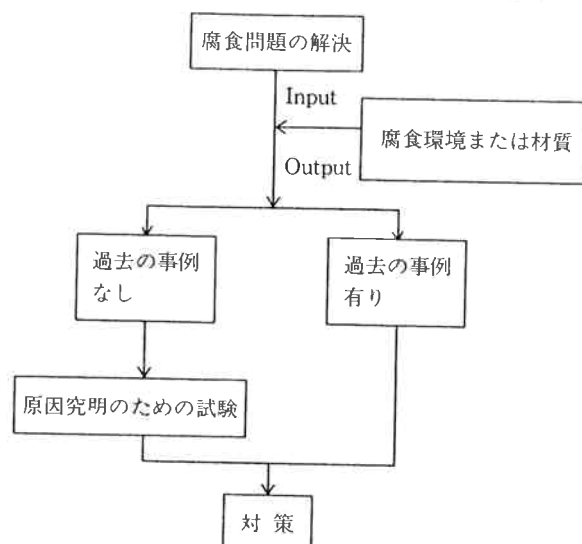 腐食問題の解決
Input
腐食環境または材質
Output
過去の事例
なし
過去の事例
有り
原因究明のための試験
対策